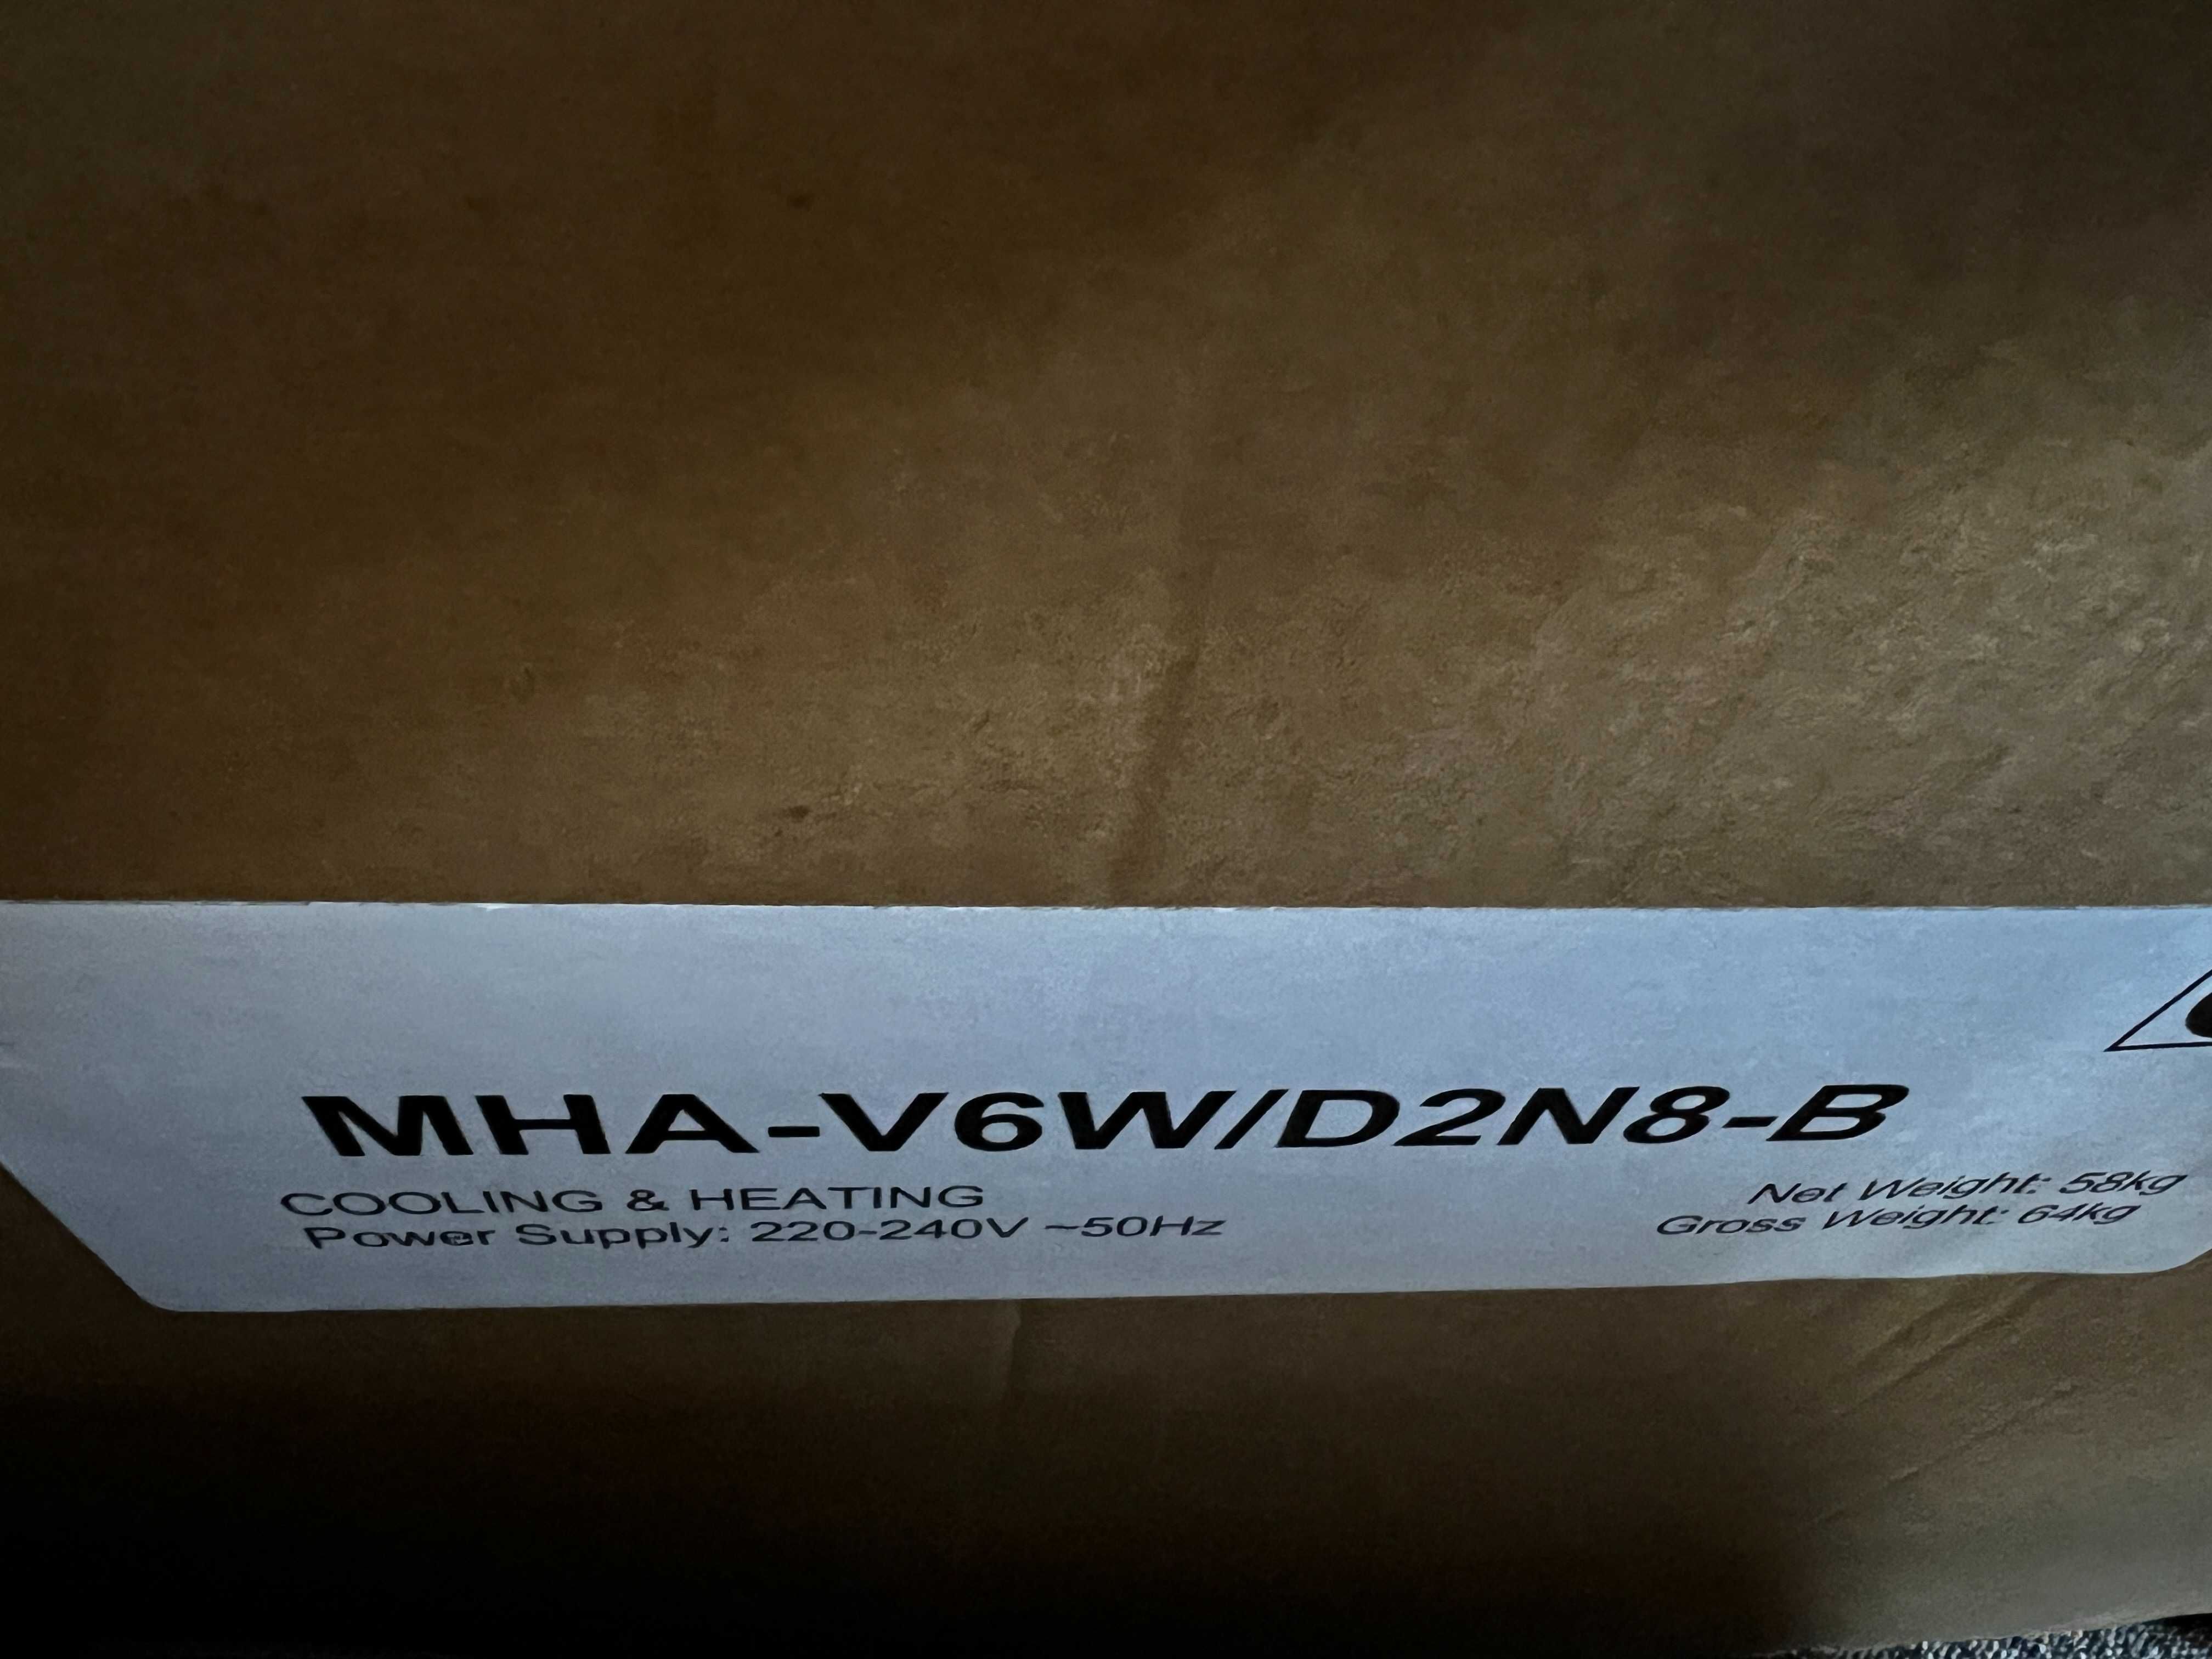 MHA-V6W/D2N8-B
COOLING & HEATING
Power Supply: 220-240V ~50Hz
Net Weight: 58kg
Gross Weight: 64kg